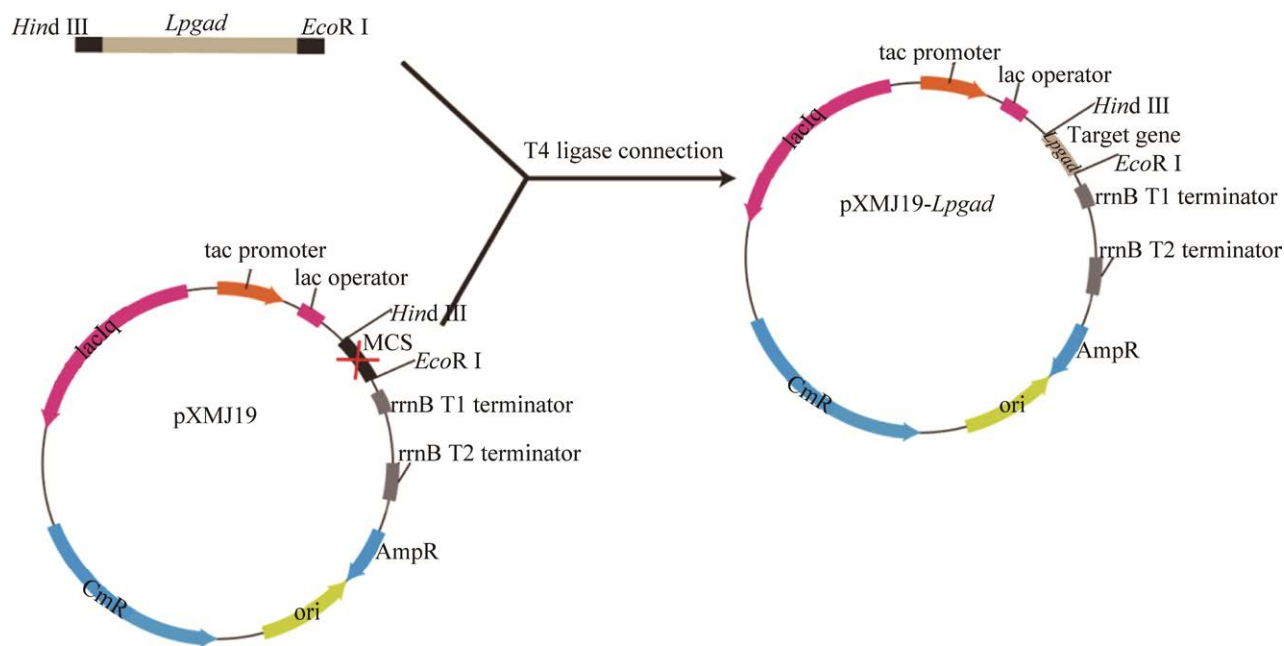 Hind III
Lpgad
EcoR I
T4 ligase connection
tac promoter
lac operator
lacIq
Hind III
MCS
EcoR I
rrnB T1 terminator
rrnB T2 terminator
pXMJ19
AmpR
ori
CmR
tac promoter
lac operator
lacIq
Hind III
Target gene
Lpgad
EcoR I
rrnB T1 terminator
rrnB T2 terminator
pXMJ19-Lpgad
AmpR
ori
CmR